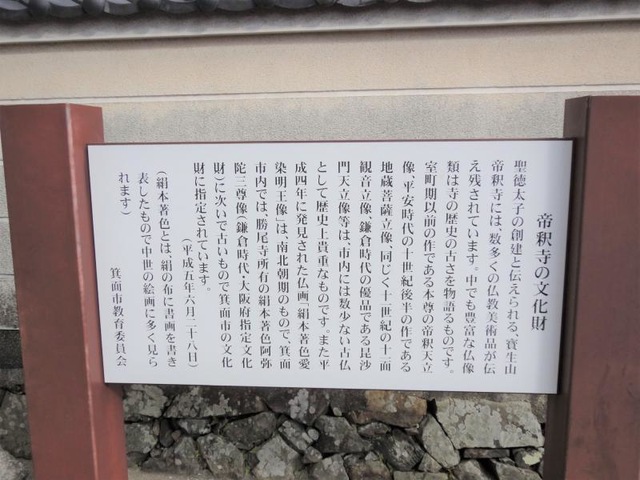 帝釈寺の文化財
聖徳太子の創建と伝えられる、寶生山
帝釈寺には、数多くの仏教美術品が伝
え残されています。中でも豊富な仏像
類は寺の歴史の古さを物語るものです。
室町期以前の作である本尊の帝釈天立
像、平安時代の十世紀後半の作である
地蔵菩薩立像、同じく十一世紀の十一面
観音立像、鎌倉時代の優品である毘沙
門天立像等は、市内には数少ない古仏
として歴史上貴重なものです。また平
成四年に発見された仏画「絹本著色愛
染明王像」は、南北朝期のもので、箕面
市内では、勝尾寺所有の絹本著色阿弥
陀三尊像(鎌倉時代・大阪府指定文化
財)に次いで古いもので箕面市の文化
財に指定されています。
(平成五年六月二十八日)
(絹本著色とは、絹の布に書画を書き
表したもので中世の絵画に多く見ら
れます)
箕面市教育委員会